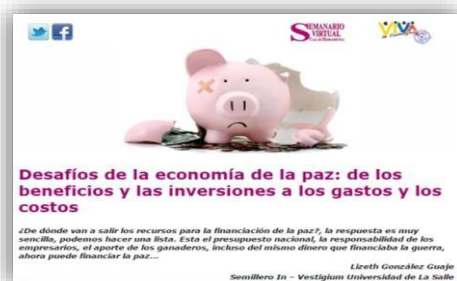 SEMANARIO
VIRTUAL
VIVA
Desafíos de la economía de la paz: de los
beneficios y las inversiones a los gastos y los
costos
¿De dónde van a salir los recursos para la financiación de la paz?, la respuesta es muy
sencilla, podemos hacer una lista. Esta el presupuesto nacional, la responsabilidad de los
empresarios, el aporte de los ganaderos, incluso del mismo dinero que financiaba la guerra,
ahora puede financiar la paz...
Lizeth González Guaje
Semillero In – Vestigium Universidad de La Salle